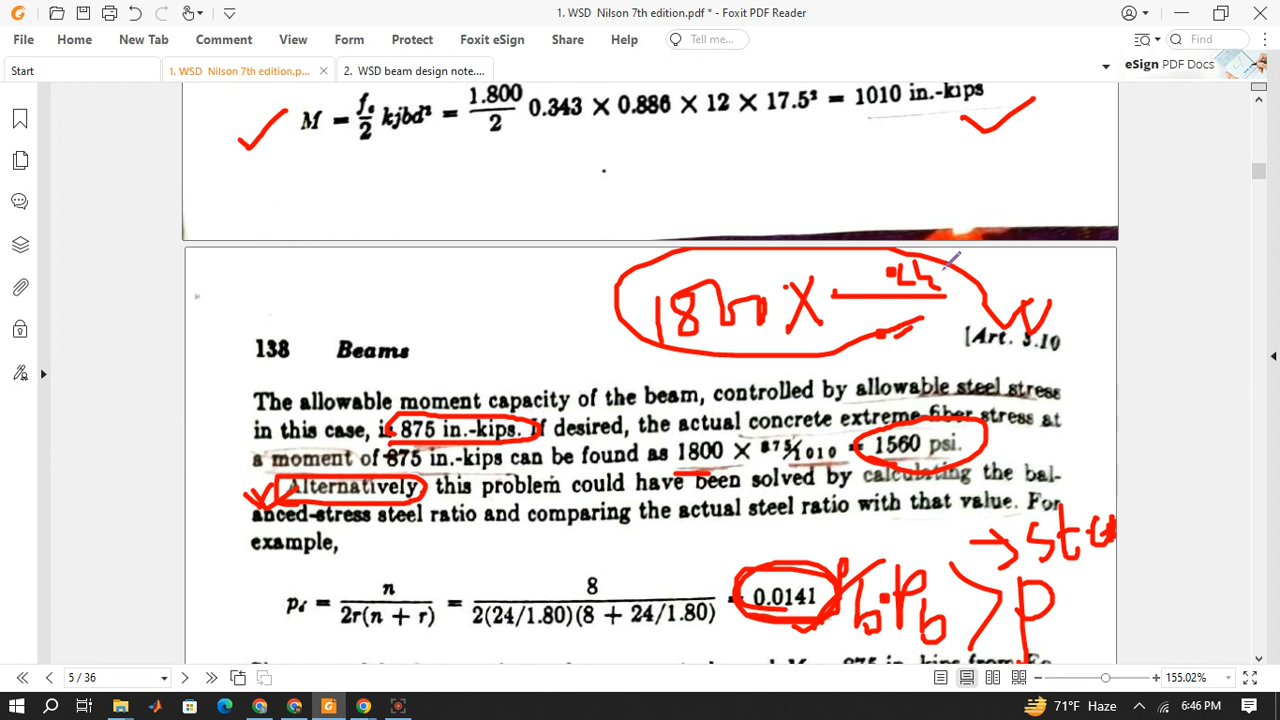 1. WSD Nilson 7th edition.pdf * - Foxit PDF Reader
File Home New Tab Comment View Form Protect Foxit eSign Share Help Tell me... Find
Start 1. WSD Nilson 7th edition.p... 2. WSD beam design note.... eSign PDF Docs
M = fc/2 kjbd² = 1.800/2 0.343 × 0.886 × 12 × 17.5² = 1010 in.-kips
138 Beams [Art. 3.10
The allowable moment capacity of the beam, controlled by allowable steel stress
in this case, is 875 in.-kips. If desired, the actual concrete extreme fiber stress at
a moment of 875 in.-kips can be found as 1800 × 875/1010 = 1560 psi.
Alternatively this problem could have been solved by calculating the bal-
anced-stress steel ratio and comparing the actual steel ratio with that value. For
example,
→ ste
n 8
pi = ――― = ――― = 0.0141 Pb > P
2r(n + r) 2(24/1.80)(8 + 24/1.80)
5 / 36 155.02%
71°F Haze 6:46 PM